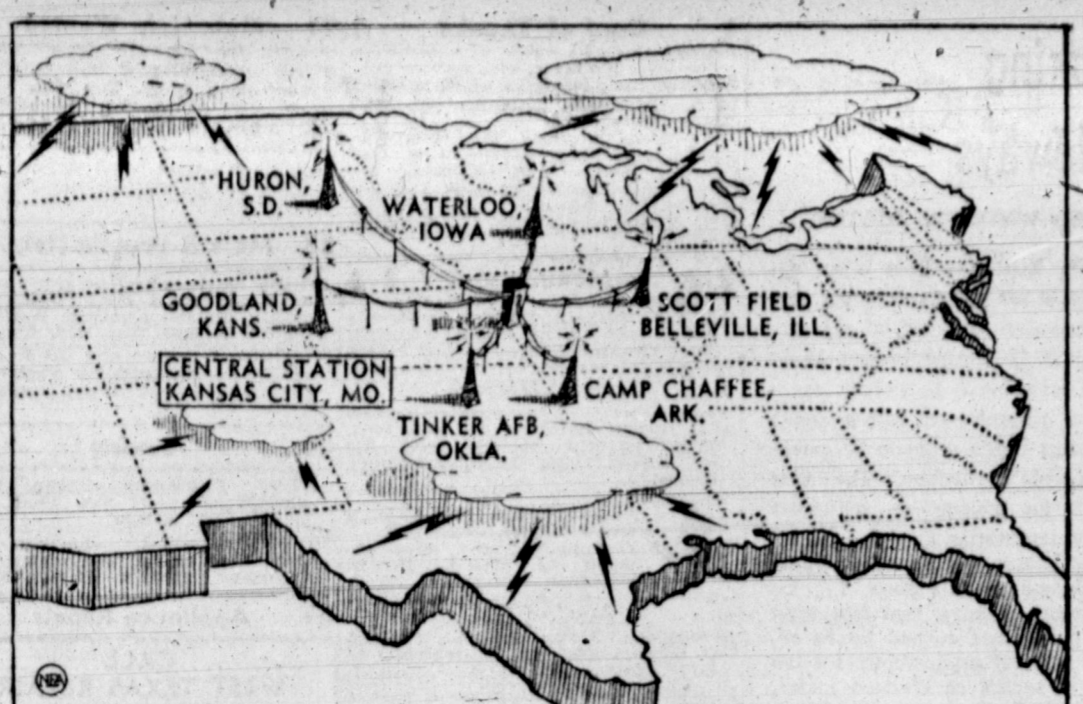 HURON,
S.D.
WATERLOO,
IOWA
GOODLAND,
KANS.
SCOTT FIELD
BELLEVILLE, ILL.
CENTRAL STATION
KANSAS CITY, MO.
CAMP CHAFFEE,
ARK.
TINKER AFB,
OKLA.
NEA